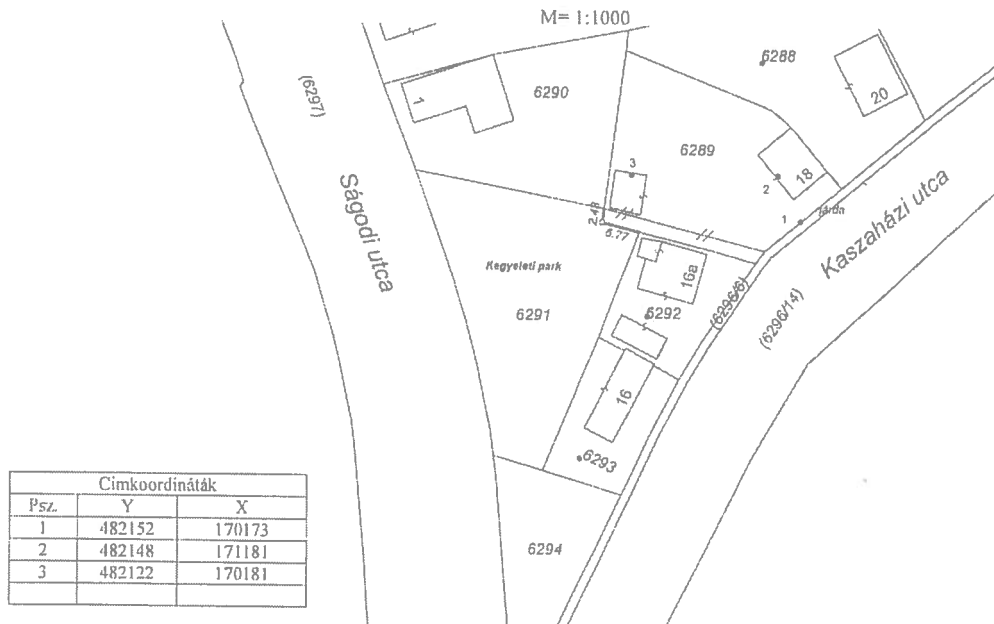 M= 1:1000
(6297)
1
6290
6288
20
6289
3
2
18
Ságodi utca
2.48
6.77
1
járda
Kaszaházi utca
Kegyeleti park
16a
(6296/6)
6291
6292
(6296/14)
16
6293
6294
Címkoordináták
Psz. Y X
1 482152 170173
2 482148 171181
3 482122 170181